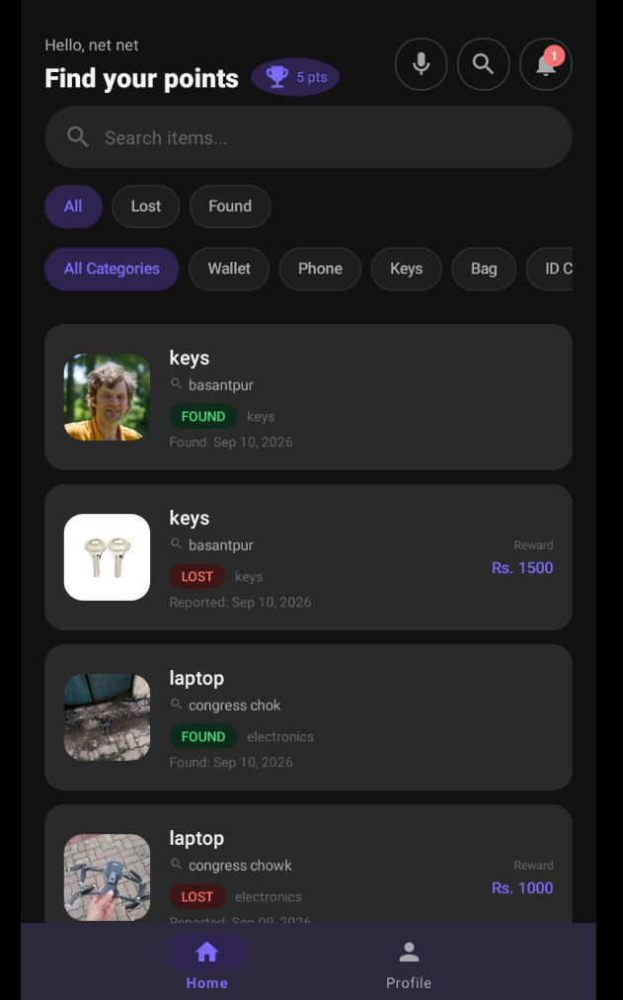 Hello, net net
Find your points
5 pts
1
Search items...
All
Lost
Found
All Categories
Wallet
Phone
Keys
Bag
ID C
keys
basantpur
FOUND
keys
Found: Sep 10, 2026
keys
basantpur
LOST
keys
Reported: Sep 10, 2026
Reward
Rs. 1500
laptop
congress chok
FOUND
electronics
Found: Sep 10, 2026
laptop
congress chowk
LOST
electronics
Reported: Sep 09, 2026
Reward
Rs. 1000
Home
Profile